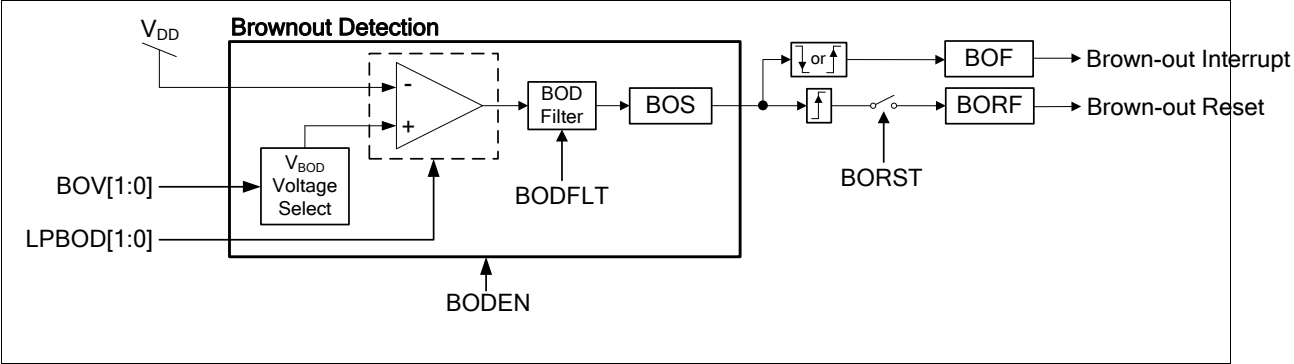 Brownout Detection
VDD
or
BOF
Brown-out Interrupt
-
BOD
Filter
BOS
BORF
Brown-out Reset
+
VBOD
Voltage
Select
BOV[1:0]
BODFLT
BORST
LPBOD[1:0]
BODEN